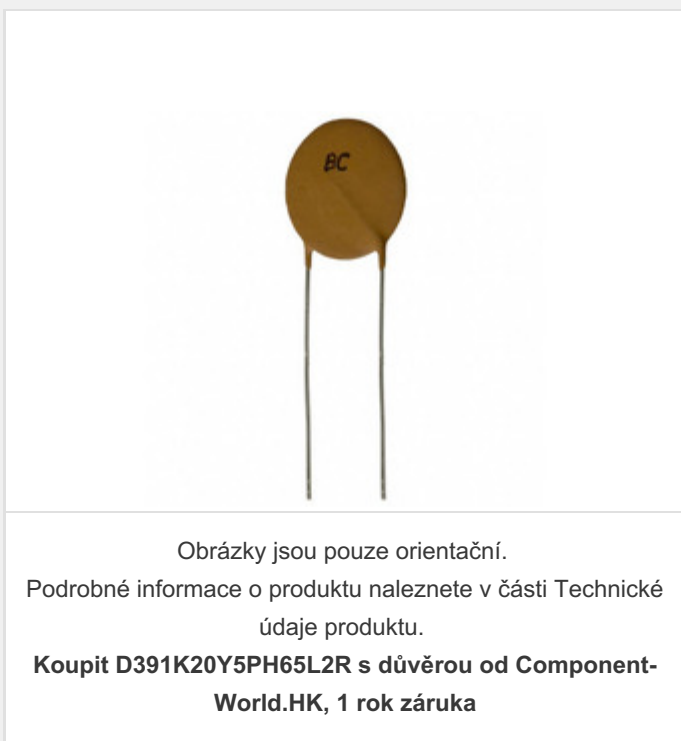 BC
Obrázky jsou pouze orientační.
Podrobné informace o produktu naleznete v části Technické
údaje produktu.
Koupit D391K20Y5PH65L2R s důvěrou od Component-
World.HK, 1 rok záruka